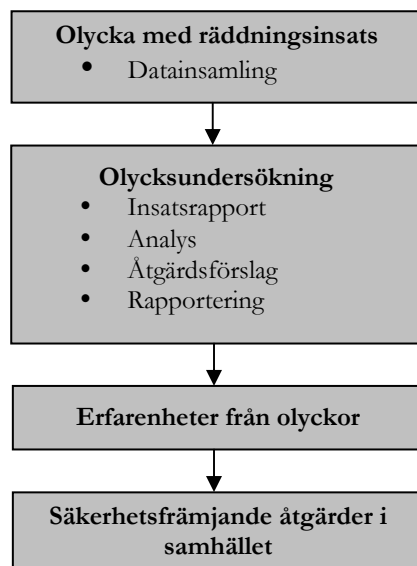 Olycka med räddningsinsats
• Datainsamling
Olycksundersökning
• Insatsrapport
• Analys
• Åtgärdsförslag
• Rapportering
Erfarenheter från olyckor
Säkerhetsfrämjande åtgärder i
samhället